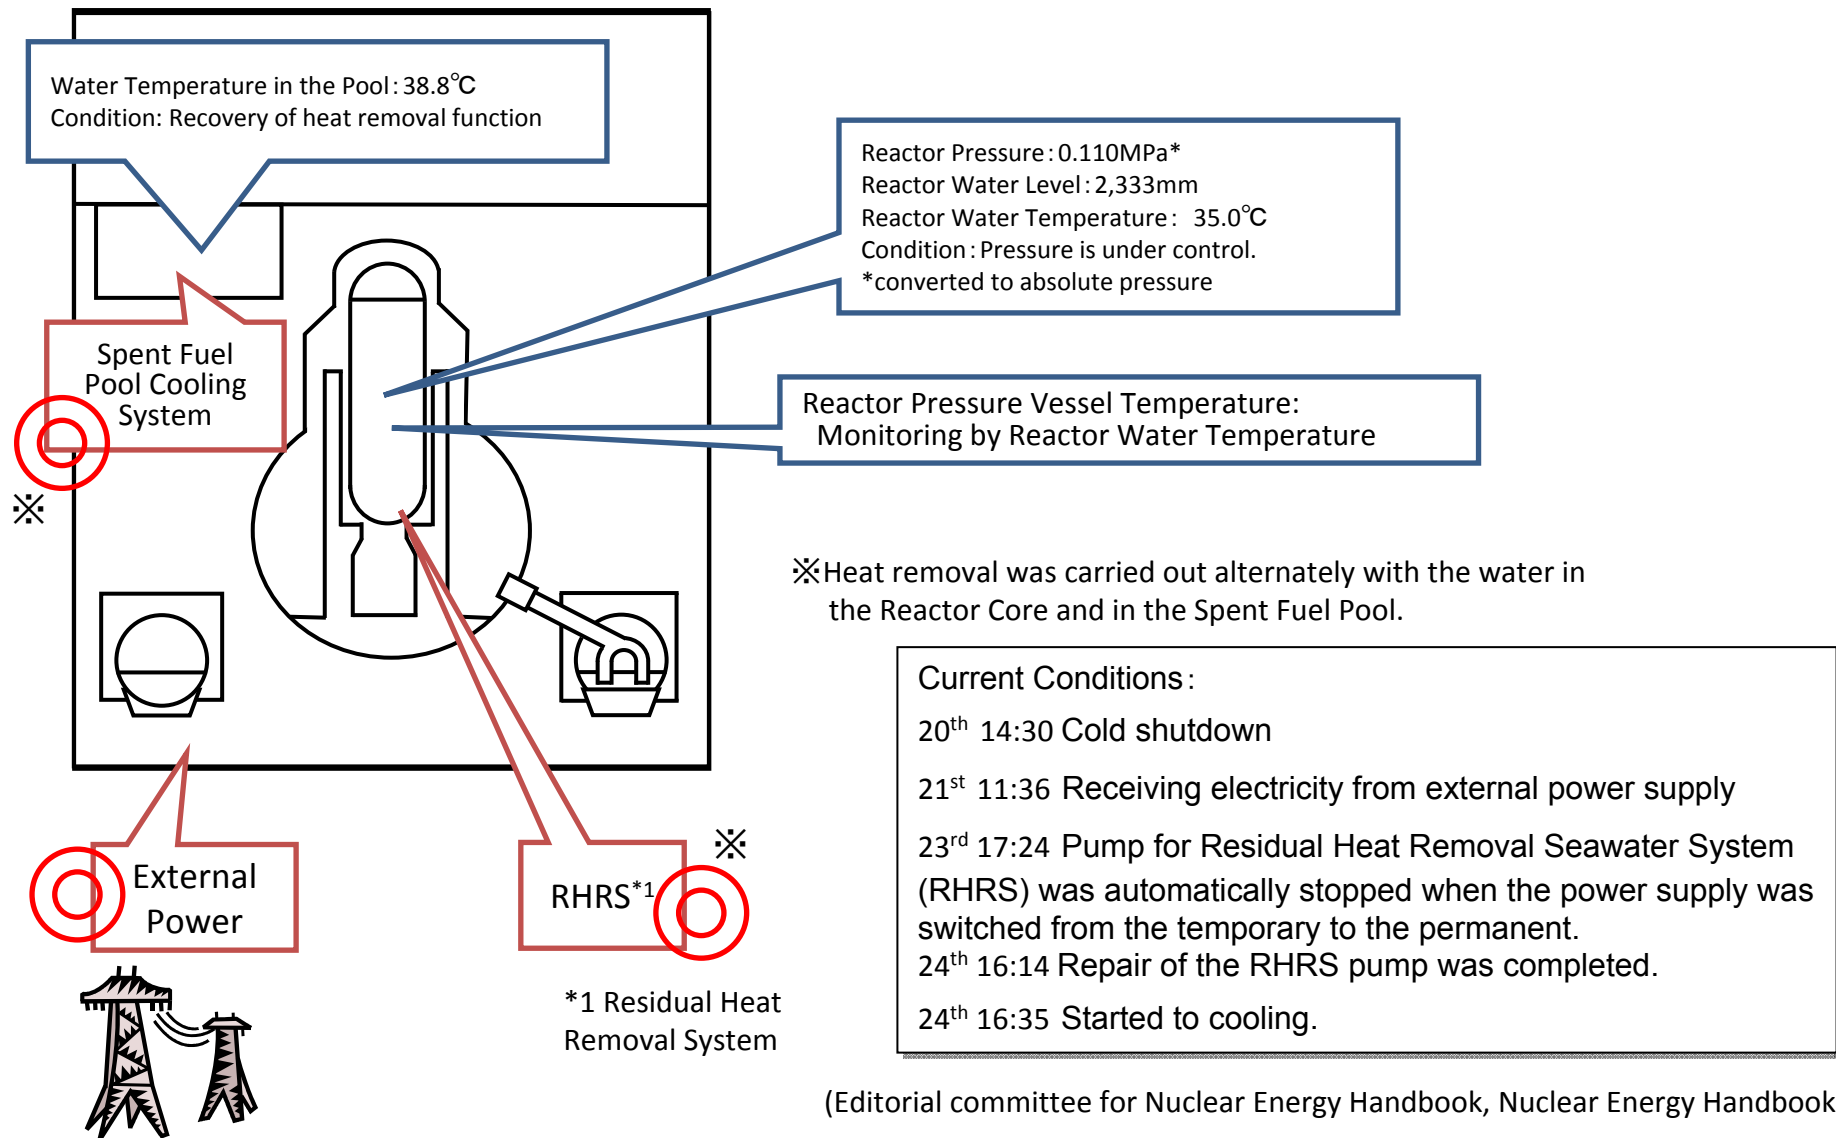 Water Temperature in the Pool：38.8℃
Condition: Recovery of heat removal function
Reactor Pressure：0.110MPa*
Reactor Water Level：2,333mm
Reactor Water Temperature： 35.0℃
Condition：Pressure is under control.
*converted to absolute pressure
Spent Fuel
Pool Cooling
System
※
Reactor Pressure Vessel Temperature:
Monitoring by Reactor Water Temperature
※Heat removal was carried out alternately with the water in
the Reactor Core and in the Spent Fuel Pool.
Current Conditions：
20th 14:30 Cold shutdown
21st 11:36 Receiving electricity from external power supply
23rd 17:24 Pump for Residual Heat Removal Seawater System
(RHRS) was automatically stopped when the power supply was
switched from the temporary to the permanent.
24th 16:14 Repair of the RHRS pump was completed.
24th 16:35 Started to cooling.
External
Power
※
RHRS*1
*1 Residual Heat
Removal System
(Editorial committee for Nuclear Energy Handbook, Nuclear Energy Handbook